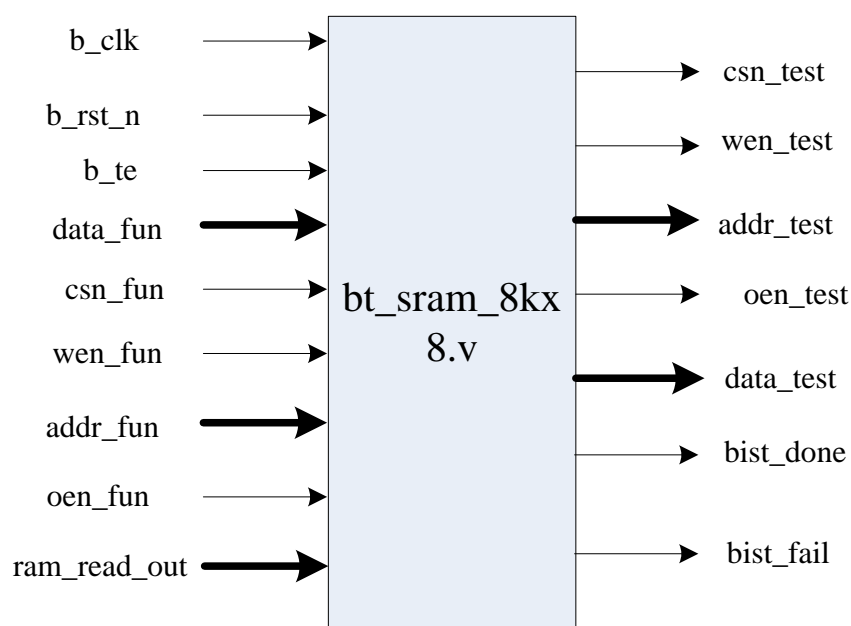 b_clk
b_rst_n
b_te
data_fun
csn_fun
wen_fun
addr_fun
oen_fun
ram_read_out
bt_sram_8kx
8.v
csn_test
wen_test
addr_test
oen_test
data_test
bist_done
bist_fail